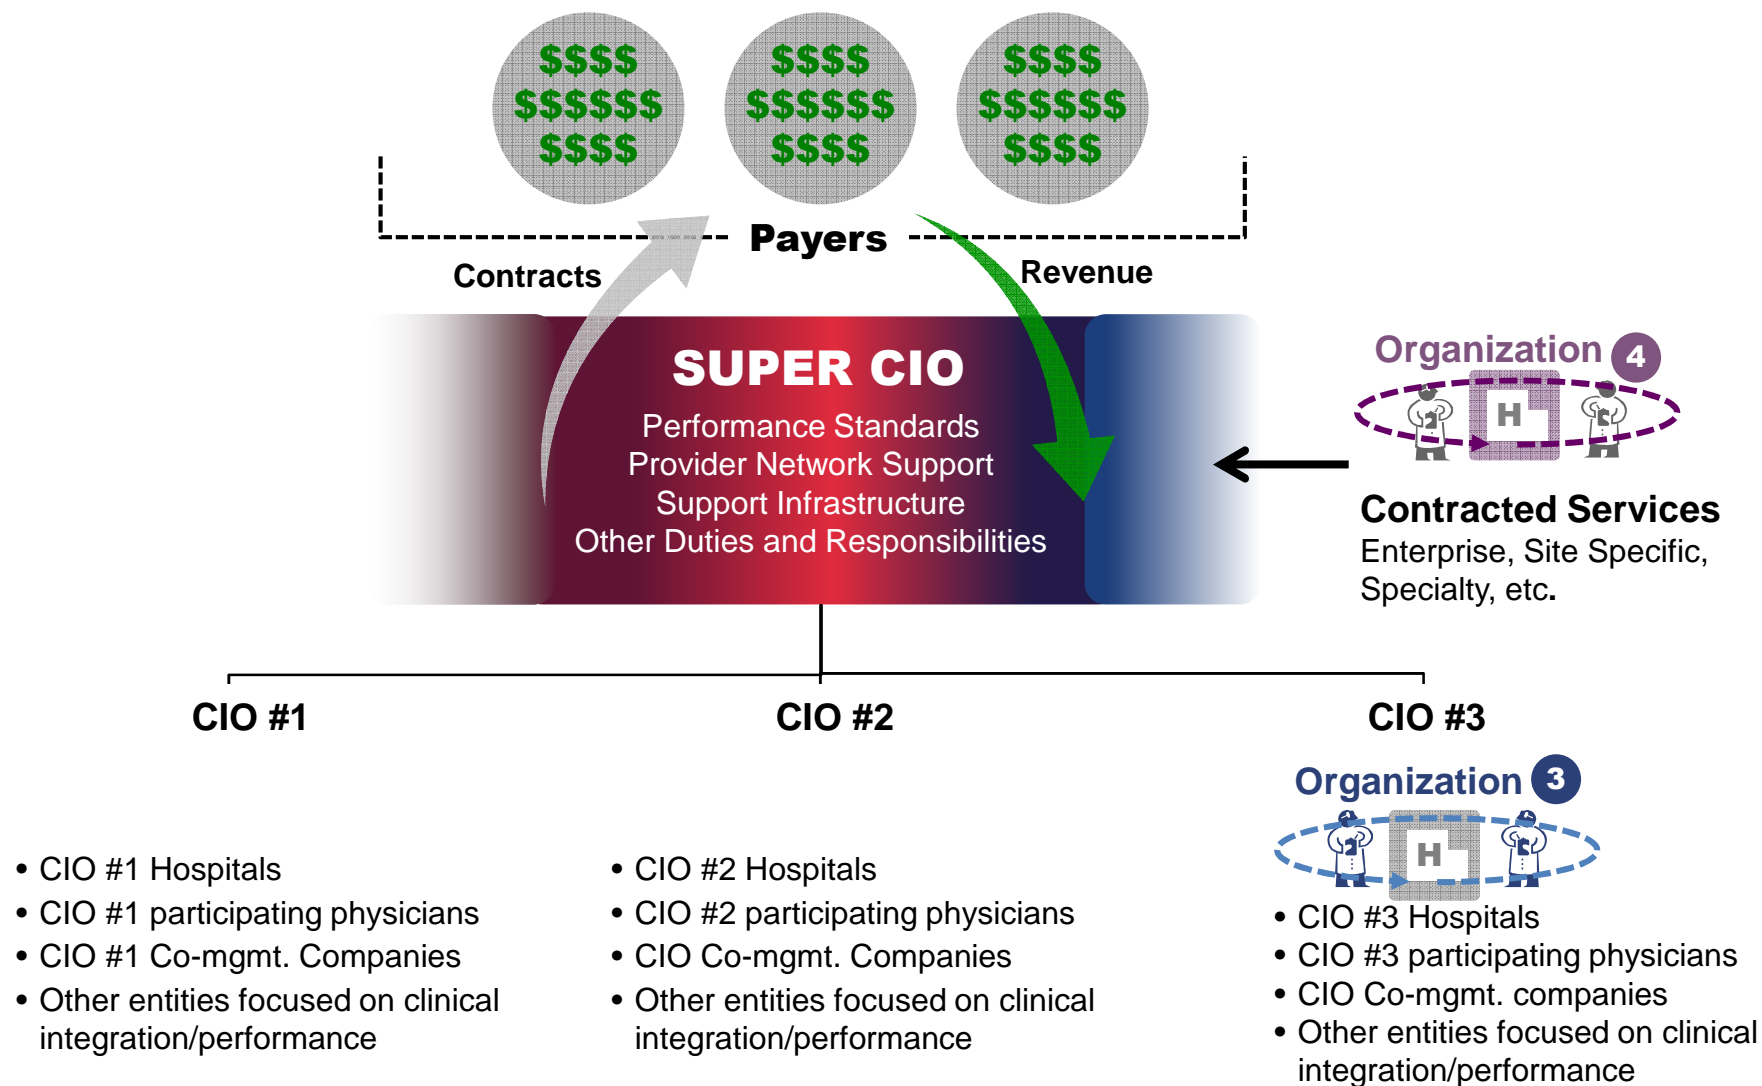 $$$$
$$$$$$
$$$$
$$$$
$$$$$$
$$$$
$$$$
$$$$$$
$$$$
Payers
Contracts
Revenue
SUPER CIO
Performance Standards
Provider Network Support
Support Infrastructure
Other Duties and Responsibilities
Organization 4
H
Contracted Services
Enterprise, Site Specific,
Specialty, etc.
CIO #1
CIO #2
CIO #3
Organization 3
H
• CIO #1 Hospitals
• CIO #1 participating physicians
• CIO #1 Co-mgmt. Companies
• Other entities focused on clinical
integration/performance
• CIO #2 Hospitals
• CIO #2 participating physicians
• CIO Co-mgmt. Companies
• Other entities focused on clinical
integration/performance
• CIO #3 Hospitals
• CIO #3 participating physicians
• CIO Co-mgmt. companies
• Other entities focused on clinical
integration/performance